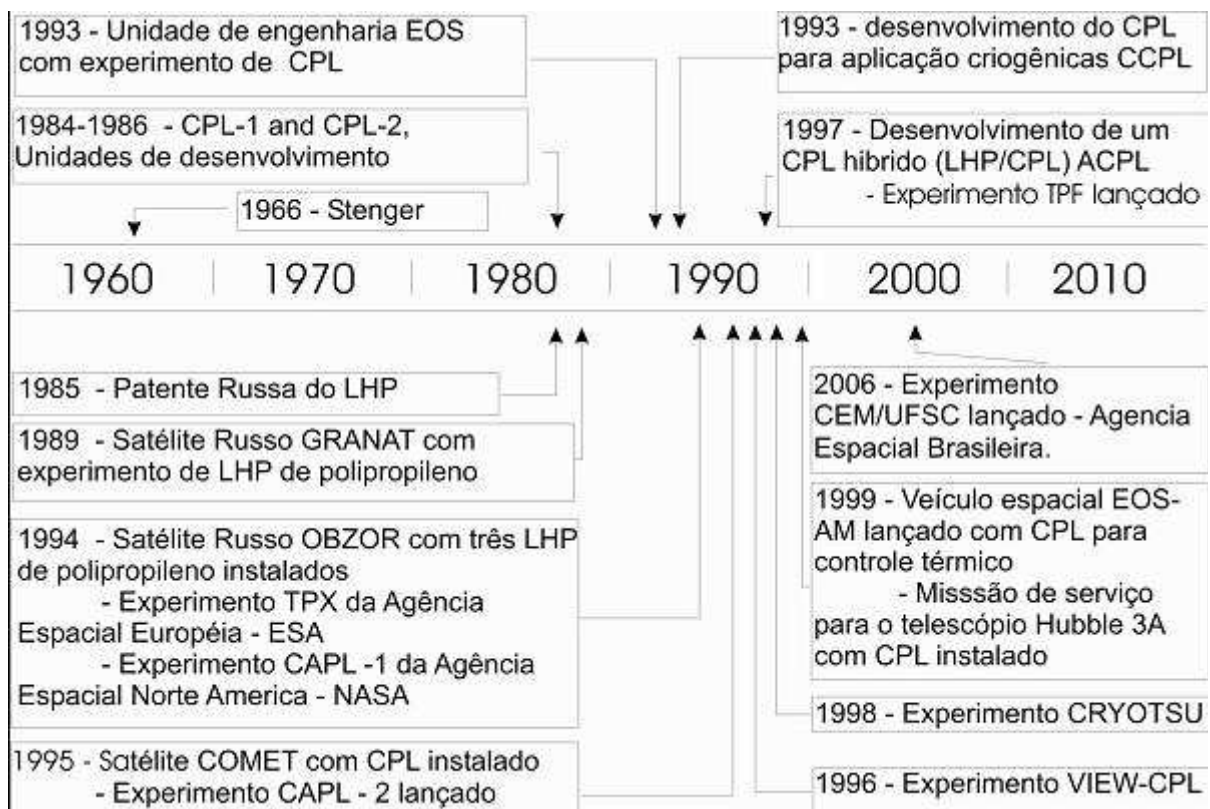 1993 - Unidade de engenharia EOS
com experimento de CPL
1993 - desenvolvimento do CPL
para aplicação criogênicas CCPL
1984-1986 - CPL-1 and CPL-2,
Unidades de desenvolvimento
1997 - Desenvolvimento de um
CPL hibrido (LHP/CPL) ACPL
- Experimento TPF lançado
1966 - Stenger
1960 1970 1980 1990 2000 2010
1985 - Patente Russa do LHP
1989 - Satélite Russo GRANAT com
experimento de LHP de polipropileno
1994 - Satélite Russo OBZOR com três LHP
de polipropileno instalados
- Experimento TPX da Agência
Espacial Européia - ESA
- Experimento CAPL -1 da Agência
Espacial Norte America - NASA
1995 - Satélite COMET com CPL instalado
- Experimento CAPL - 2 lançado
2006 - Experimento
CEM/UFSC lançado - Agencia
Espacial Brasileira.
1999 - Veículo espacial EOS-
AM lançado com CPL para
controle térmico
- Misssão de serviço
para o telescópio Hubble 3A
com CPL instalado
1998 - Experimento CRYOTSU
1996 - Experimento VIEW-CPL